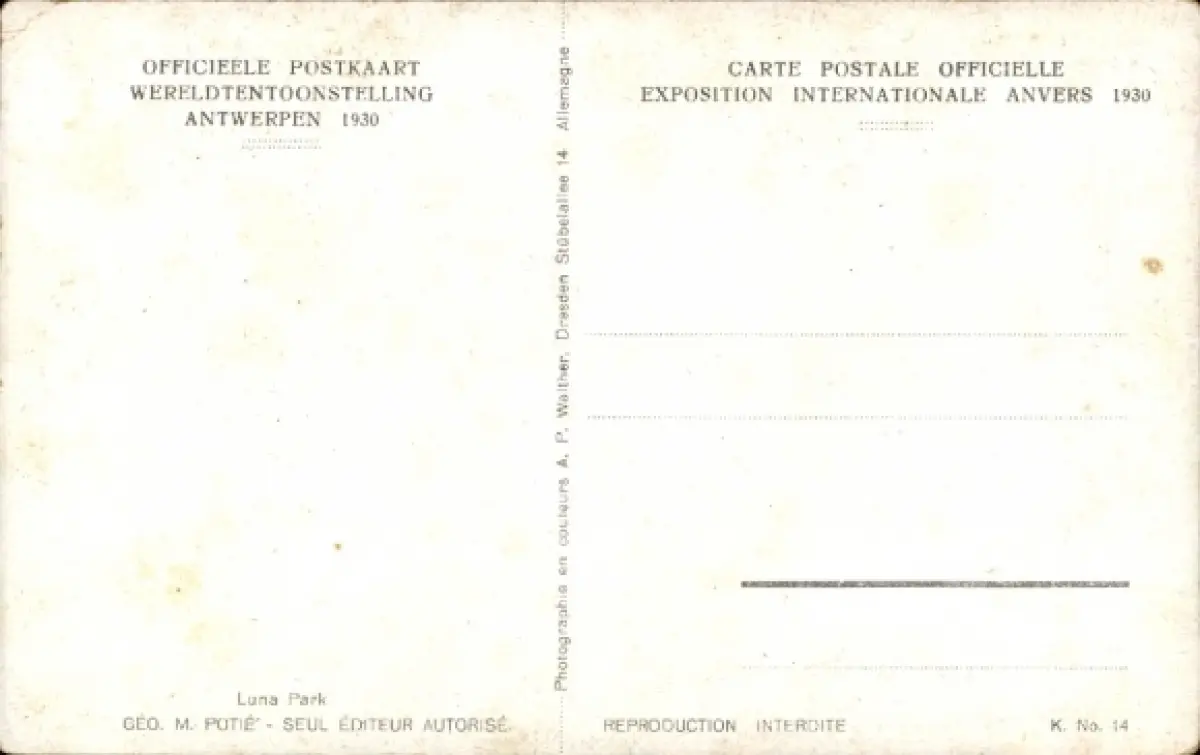 OFFICIEELE POSTKAART
WERELDTENTOONSTELLING
ANTWERPEN 1930
CARTE POSTALE OFFICIELLE
EXPOSITION INTERNATIONALE ANVERS 1930
Photographie en couleurs A. P. Walther, Dresden Stübelallee 14 Allemagne
Luna Park
GÉO. M. POTIÉ - SEUL ÉDITEUR AUTORISÉ.
REPRODUCTION INTERDITE
K. No. 14